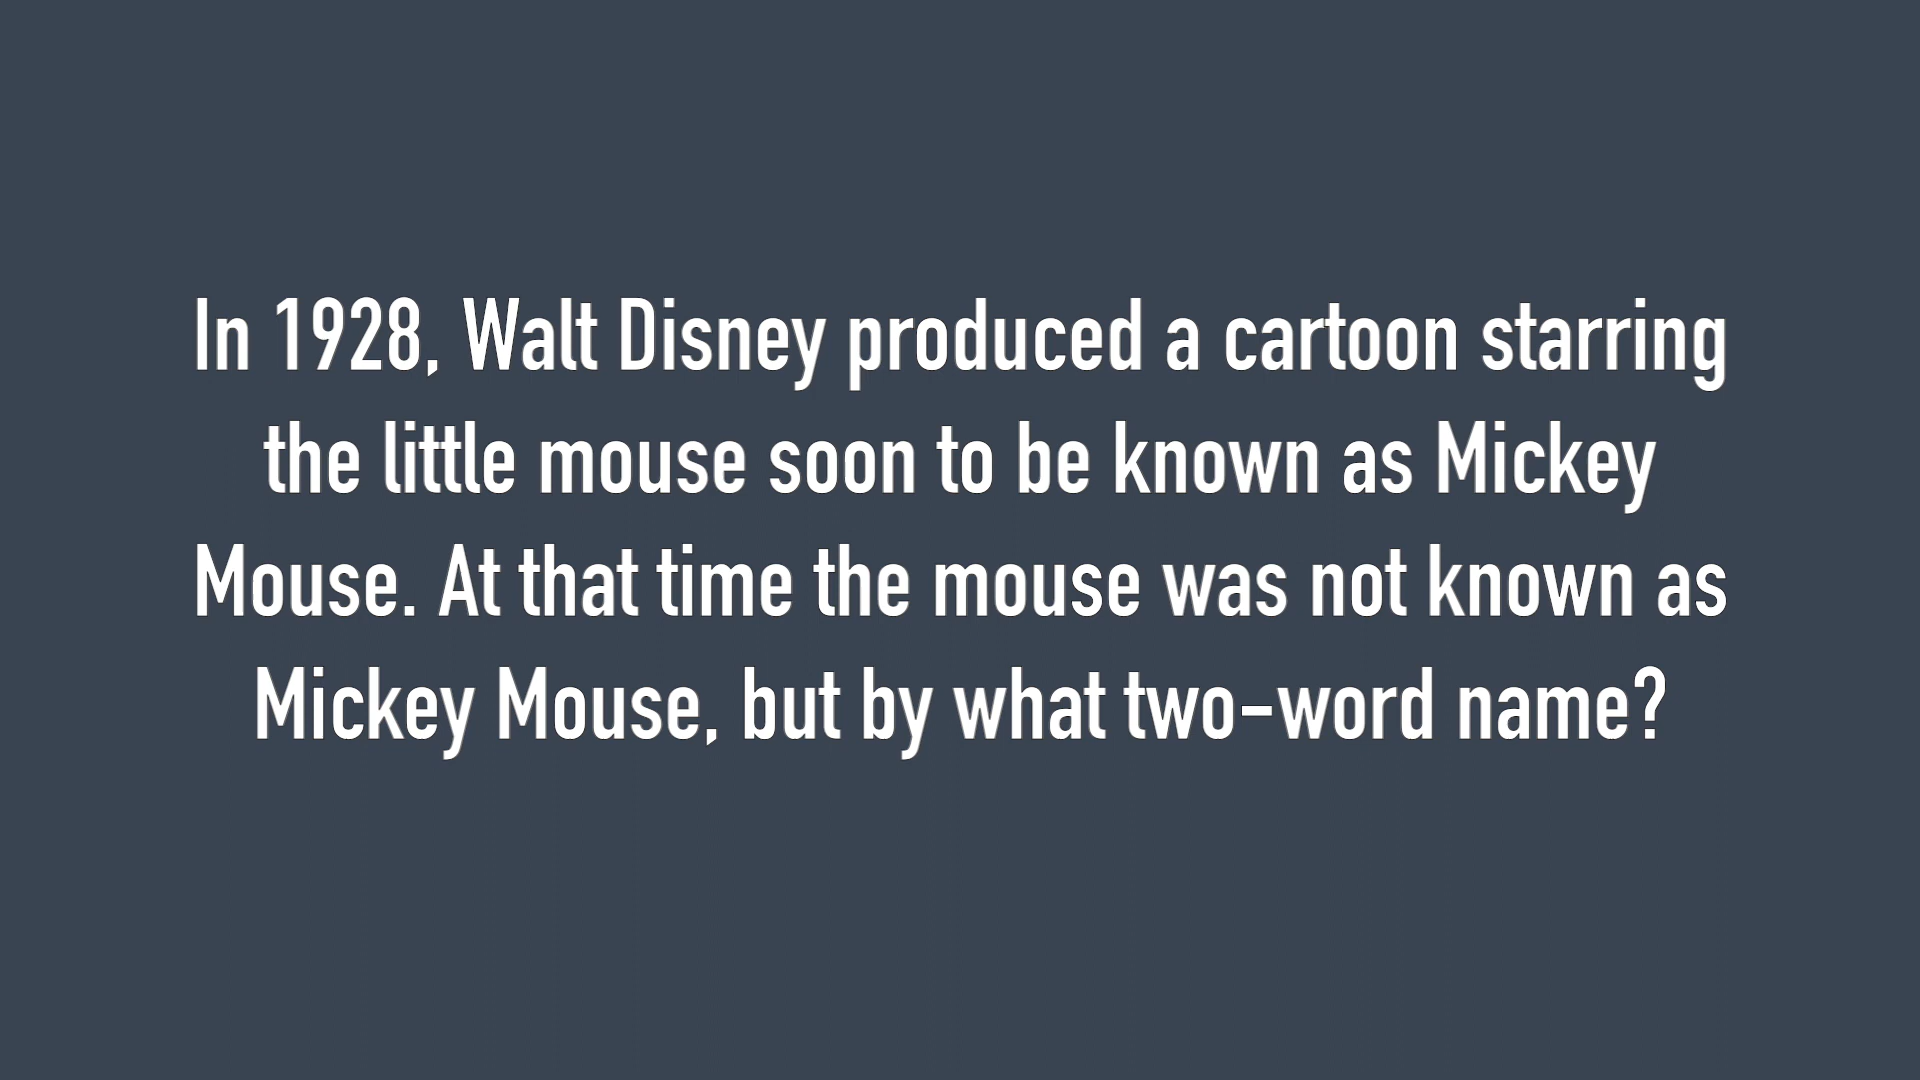 In 1928, Walt Disney produced a cartoon starring
the little mouse soon to be known as Mickey
Mouse. At that time the mouse was not known as
Mickey Mouse, but by what two-word name?